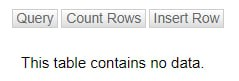 Query Count Rows Insert Row
This table contains no data.